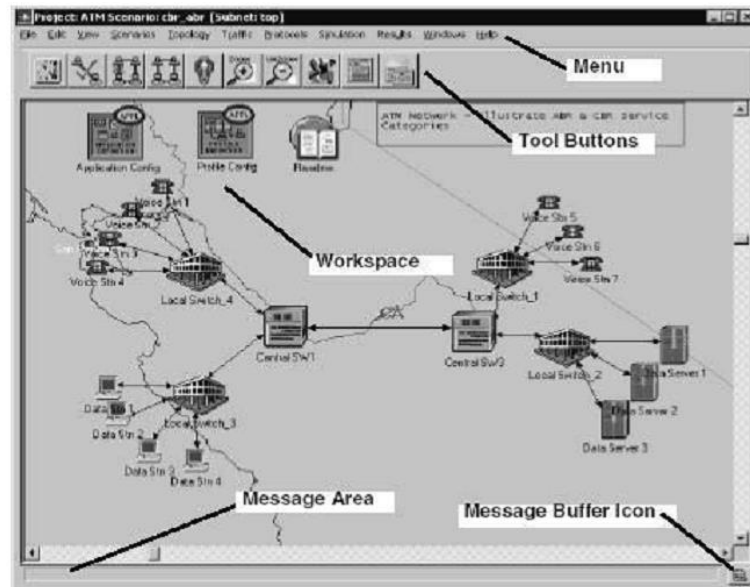 Project: ATM Scenario: cbr_abr [Subnet: top]
File Edit View Scenarios Topology Traffic Protocols Simulation Results Windows Help
Menu
Tool Buttons
ATM Network - Illustrate ABR & CBR Service
Categories
Application Config
Profile Config
Readme
Workspace
Voice Stn 1
Voice Stn 3
Voice Stn 4
Local Switch_4
Voice Stn 5
Voice Stn 6
Voice Stn 7
Local Switch_1
CA
Central SW1
Central SW2
Local Switch_2
Data Server 1
Data Server 2
Data Server 3
Local Switch_3
Data Stn 1
Data Stn 2
Data Stn 3
Data Stn 4
Message Area
Message Buffer Icon